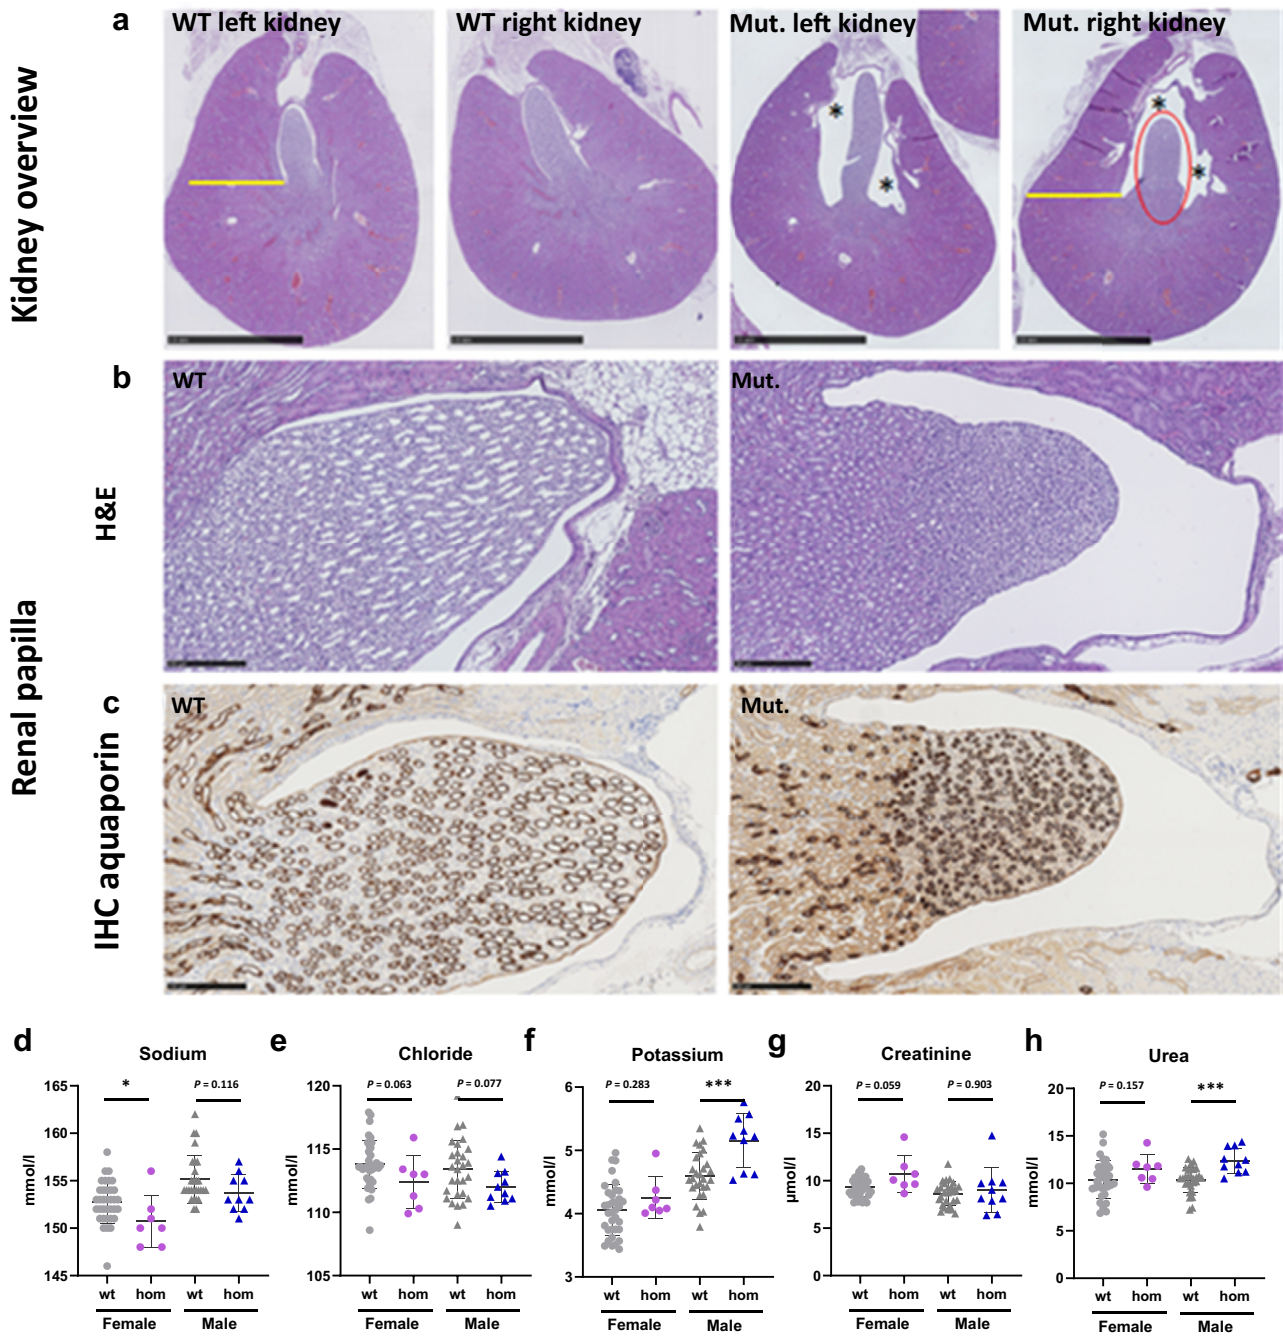 a
WT left kidney
WT right kidney
Mut. left kidney
Mut. right kidney
Kidney overview
*
*
*
*
b
WT
Mut.
H&E
Renal papilla
c
WT
Mut.
IHC aquaporin
d
Sodium
mmol/l
165
160
155
150
145
*
P = 0.116
wt
hom
wt
hom
Female
Male
e
Chloride
mmol/l
120
115
110
105
P = 0.063
P = 0.077
wt
hom
wt
hom
Female
Male
f
Potassium
mmol/l
6
5
4
3
P = 0.283
***
wt
hom
wt
hom
Female
Male
g
Creatinine
µmol/l
20
15
10
5
0
P = 0.059
P = 0.903
wt
hom
wt
hom
Female
Male
h
Urea
mmol/l
20
15
10
5
0
P = 0.157
***
wt
hom
wt
hom
Female
Male